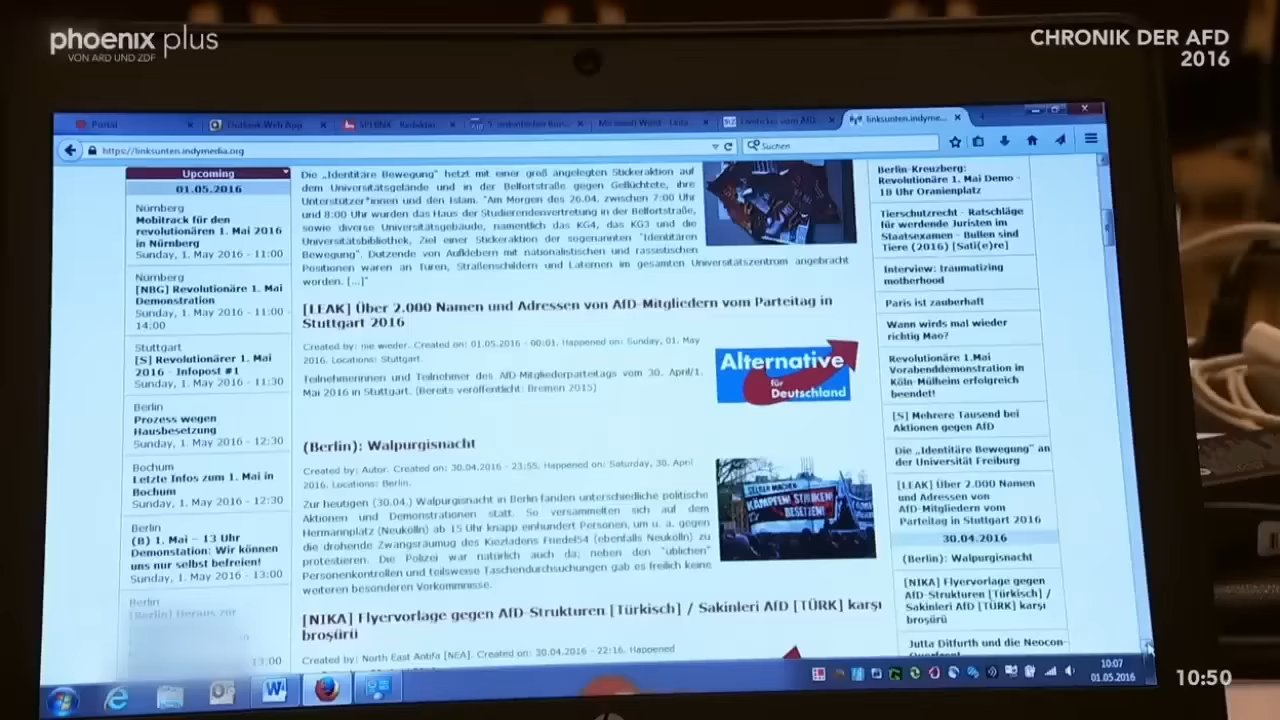 phoenix plus
VON ARD UND ZDF
CHRONIK DER AFD
2016
Portal
Outlook Web App
linksunten.indyme...
https://linksunten.indymedia.org
Suchen
Upcoming
01.05.2016
Nürnberg
Mobitrack für den
revolutionären 1. Mai 2016
in Nürnberg
Sunday, 1. May 2016 - 11:00
Nürnberg
[NBG] Revolutionäre 1. Mai
Demonstration
Sunday, 1. May 2016 - 11:00 -
14:00
Stuttgart
[S] Revolutionärer 1. Mai
2016 - Infopost #1
Sunday, 1. May 2016 - 11:30
Berlin
Prozess wegen
Hausbesetzung
Sunday, 1. May 2016 - 12:30
Bochum
Letzte Infos zum 1. Mai in
Bochum
Sunday, 1. May 2016 - 12:30
Berlin
(B) 1. Mai - 13 Uhr
Demonstation: Wir können
uns nur selbst befreien!
Sunday, 1. May 2016 - 13:00
Berlin
13:00
Die „Identitäre Bewegung" hetzt mit einer groß angelegten Stickeraktion auf
dem Universitätsgelände und in der Belfortstraße gegen Geflüchtete, ihre
Unterstützer*innen und den Islam. "Am Morgen des 26.04. zwischen 7:00 Uhr
und 8:00 Uhr wurden das Haus der Studierendenvertretung in der Belfortstraße,
sowie diverse Universitätsgebäude, namentlich das KG4, das KG3 und die
Universitätsbibliothek, Ziel einer Stickeraktion der sogenannten "Identitären
Bewegung". Dutzende von Aufklebern mit nationalistischen und rassistischen
Positionen waren an Türen, Straßenschildern und Laternen im gesamten Universitätszentrum angebracht
worden. [...]"
[LEAK] Über 2.000 Namen und Adressen von AfD-Mitgliedern vom Parteitag in
Stuttgart 2016
Created by: nie wieder. Created on: 01.05.2016 - 00:01. Happened on: Sunday, 01. May
2016. Locations: Stuttgart.
Teilnehmerinnen und Teilnehmer des AfD-Mitgliederparteitags vom 30. April/1.
Mai 2016 in Stuttgart. (Bereits veröffentlicht: Bremen 2015)
Alternative
für
Deutschland
(Berlin): Walpurgisnacht
Created by: Autor. Created on: 30.04.2016 - 23:55. Happened on: Saturday, 30. April
2016. Locations: Berlin.
Zur heutigen (30.04.) Walpurgisnacht in Berlin fanden unterschiedliche politische
Aktionen und Demonstrationen statt. So versammelten sich auf dem
Hermannplatz (Neukölln) ab 15 Uhr knapp einhundert Personen, um u. a. gegen
die drohende Zwangsräumug des Kiezladens Friedel54 (ebenfalls Neukölln) zu
protestieren. Die Polizei war natürlich auch da; neben den "üblichen"
Personenkontrollen und teilsweise Taschendurchsuchungen gab es freilich keine
weiteren besonderen Vorkommnesse.
SELBER MACHEN
KÄMPFEN! STREIKEN!
BESETZEN!
[NIKA] Flyervorlage gegen AfD-Strukturen [Türkisch] / Sakinleri AfD [TÜRK] karşı
broşürü
Created by: North East Antifa [NEA]. Created on: 30.04.2016 - 22:16. Happened
Berlin-Kreuzberg:
Revolutionäre 1. Mai Demo -
18 Uhr Oranienplatz
Tierschutzrecht - Ratschläge
für werdende Juristen im
Staatsexamen - Bullen sind
Tiere (2016) [Sati(e)re]
Interview: traumatizing
motherhood
Paris ist zauberhaft
Wann wirds mal wieder
richtig Mao?
Revolutionäre 1.Mai
Vorabenddemonstration in
Köln-Mülheim erfolgreich
beendet!
[S] Mehrere Tausend bei
Aktionen gegen AfD
Die „Identitäre Bewegung" an
der Universität Freiburg
[LEAK] Über 2.000 Namen
und Adressen von
AfD-Mitgliedern vom
Parteitag in Stuttgart 2016
30.04.2016
(Berlin): Walpurgisnacht
[NIKA] Flyervorlage gegen
AfD-Strukturen [Türkisch] /
Sakinleri AfD [TÜRK] karşı
broşürü
Jutta Ditfurth und die Neocon-
10:07
01.05.2016
10:50